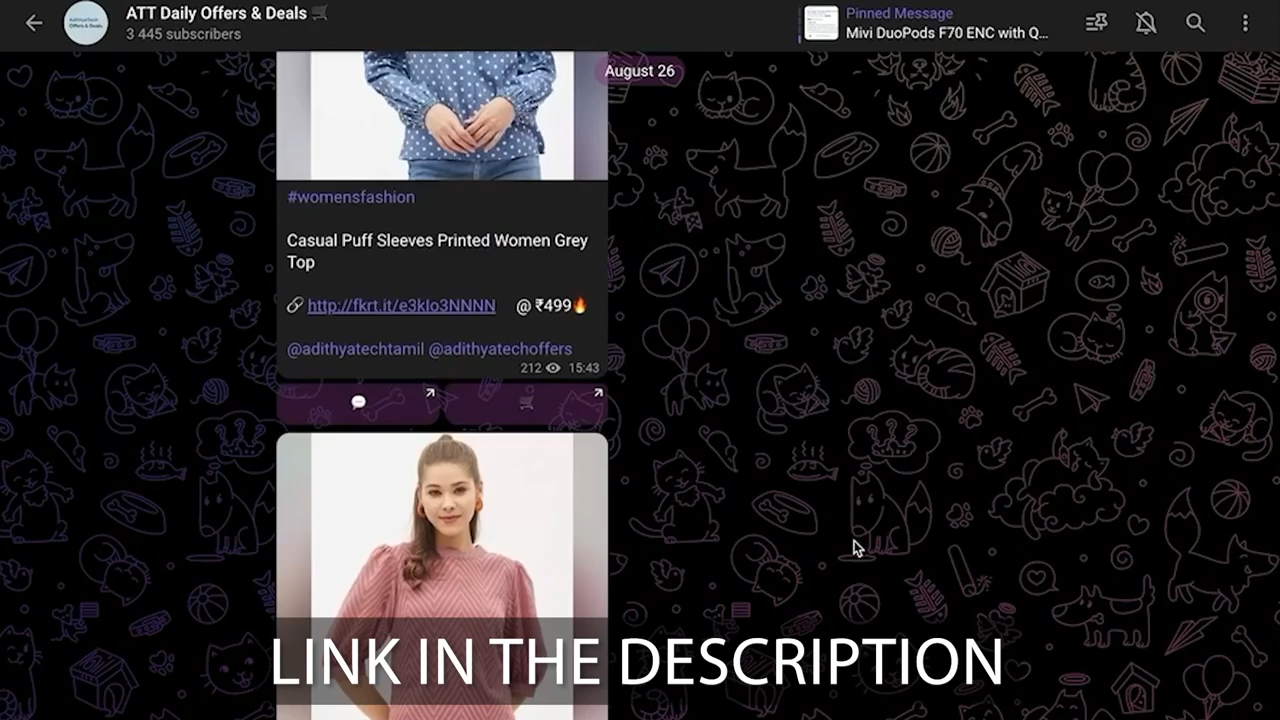 ATT Daily Offers & Deals 🛒
3 445 subscribers
Pinned Message
Mivi DuoPods F70 ENC with Q...
August 26
#womensfashion
Casual Puff Sleeves Printed Women Grey
Top
🔗 http://fkrt.it/e3klo3NNNN @ ₹499🔥
@adithyatechtamil @adithyatechoffers
212 15:43
LINK IN THE DESCRIPTION